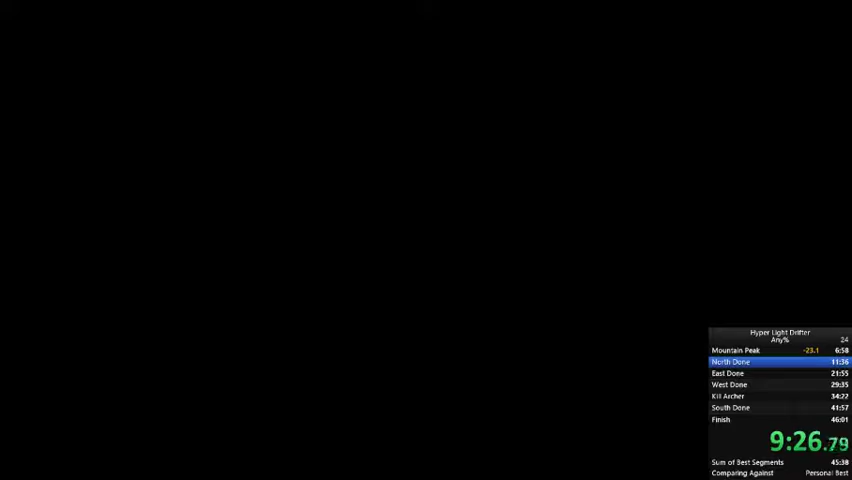 Hyper Light Drifter
Any% 24
Mountain Peak -23.1 6:58
North Done 11:36
East Done 21:55
West Done 29:35
Kill Archer 34:22
South Done 41:57
Finish 46:01
9:26.79
Sum of Best Segments 45:38
Comparing Against Personal Best